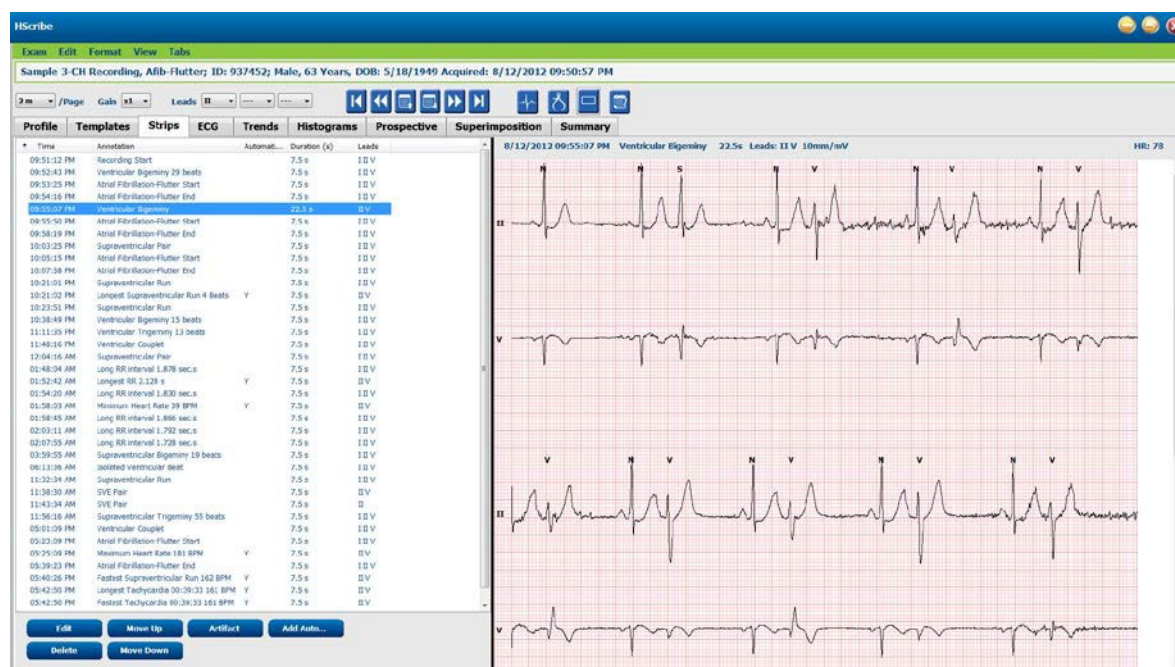 HScribe
Exam Edit Format View Tabs
Sample 3-CH Recording, Afib-Flutter; ID: 937452; Male, 63 Years, DOB: 5/18/1949 Acquired: 8/12/2012 09:50:57 PM
2 m /Page Gain x1 Leads II --- ---
Profile Templates Strips ECG Trends Histograms Prospective Superimposition Summary
Time Annotation Automati... Duration (s) Leads
8/12/2012 09:55:07 PM Ventricular Bigeminy 22.5s Leads: II V 10mm/mV HR: 78
09:51:12 PM Recording Start 7.5 s I II V
09:52:43 PM Ventricular Bigeminy 29 beats 7.5 s I II V
09:53:25 PM Atrial Fibrillation-Flutter Start 7.5 s I II V
09:54:16 PM Atrial Fibrillation-Flutter End 7.5 s I II V
09:55:07 PM Ventricular Bigeminy 22.5 s II V
09:55:50 PM Atrial Fibrillation-Flutter Start 7.5 s I II V
09:58:19 PM Atrial Fibrillation-Flutter End 7.5 s I II V
10:03:25 PM Supraventricular Pair 7.5 s I II V
10:05:15 PM Atrial Fibrillation-Flutter Start 7.5 s I II V
10:07:38 PM Atrial Fibrillation-Flutter End 7.5 s I II V
10:21:01 PM Supraventricular Run 7.5 s I II V
10:21:02 PM Longest Supraventricular Run 4 Beats Y 7.5 s II V
10:23:51 PM Supraventricular Run 7.5 s I II V
10:38:49 PM Ventricular Bigeminy 15 beats 7.5 s I II V
11:11:35 PM Ventricular Trigeminy 13 beats 7.5 s I II V
11:48:16 PM Ventricular Couplet 7.5 s I II V
12:04:16 AM Supraventricular Pair 7.5 s I II V
01:48:04 AM Long RR interval 1.878 sec.s 7.5 s I II V
01:52:42 AM Longest RR 2.128 s Y 7.5 s II V
01:54:20 AM Long RR interval 1.830 sec.s 7.5 s I II V
01:58:03 AM Minimum Heart Rate 39 BPM Y 7.5 s II V
01:58:45 AM Long RR interval 1.866 sec.s 7.5 s I II V
02:03:11 AM Long RR interval 1.792 sec.s 7.5 s I II V
02:07:55 AM Long RR interval 1.728 sec.s 7.5 s I II V
03:59:55 AM Supraventricular Bigeminy 19 beats 7.5 s I II V
06:13:36 AM Isolated Ventricular Beat 7.5 s I II V
11:32:34 AM Supraventricular Run 7.5 s I II V
11:38:30 AM SVE Pair 7.5 s II V
11:43:34 AM SVE Pair 7.5 s II
11:56:16 AM Supraventricular Trigeminy 55 beats 7.5 s I II V
05:01:09 PM Ventricular Couplet 7.5 s I II V
05:23:09 PM Atrial Fibrillation-Flutter Start 7.5 s I II V
05:25:09 PM Maximum Heart Rate 181 BPM Y 7.5 s II V
05:39:23 PM Atrial Fibrillation-Flutter End 7.5 s I II V
05:40:26 PM Fastest Supraventricular Run 162 BPM Y 7.5 s II V
05:42:50 PM Longest Tachycardia 00:39:33 161 BPM Y 7.5 s II V
05:42:50 PM Fastest Tachycardia 00:39:33 161 BPM Y 7.5 s II V
Edit Move Up Artifact Add Auto...
Delete Move Down
N N S N V N V N V
II
V
V N V N V N V N V
II
V